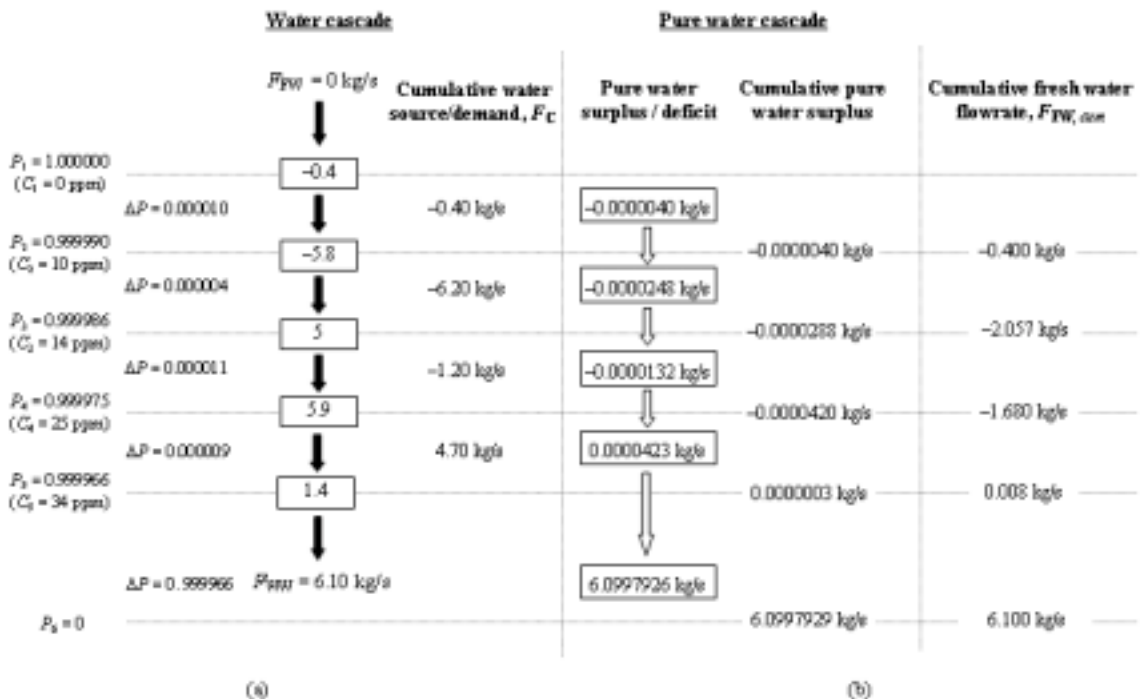 Water cascade
Pure water cascade
F_FW = 0 kg/s
Cumulative water source/demand, F_C
Pure water surplus / deficit
Cumulative pure water surplus
Cumulative fresh water flowrate, F_FW, cum
P₁ = 1.000000
(C₁ = 0 ppm)
−0.4
ΔP = 0.000010
−0.40 kg/s
−0.0000040 kg/s
P₂ = 0.999990
10 ppm)
−5.8
−0.0000040 kg/s
−0.400 kg/s
ΔP = 0.000004
−6.20 kg/s
−0.0000248 kg/s
P₃ = 0.999986
14 ppm)
5
−0.0000288 kg/s
−2.057 kg/s
ΔP = 0.000011
−1.20 kg/s
−0.0000132 kg/s
P₄ = 0.999975
(C₄ = 25 ppm)
5.9
−0.0000420 kg/s
−1.680 kg/s
ΔP = 0.000009
4.70 kg/s
0.0000423 kg/s
P₅ = 0.999966
(C₅ = 34 ppm)
1.4
0.0000003 kg/s
0.008 kg/s
ΔP = 0.999966
= 6.10 kg/s
6.0997926 kg/s
= 0
6.0997929 kg/s
6.100 kg/s
(a)
(b)